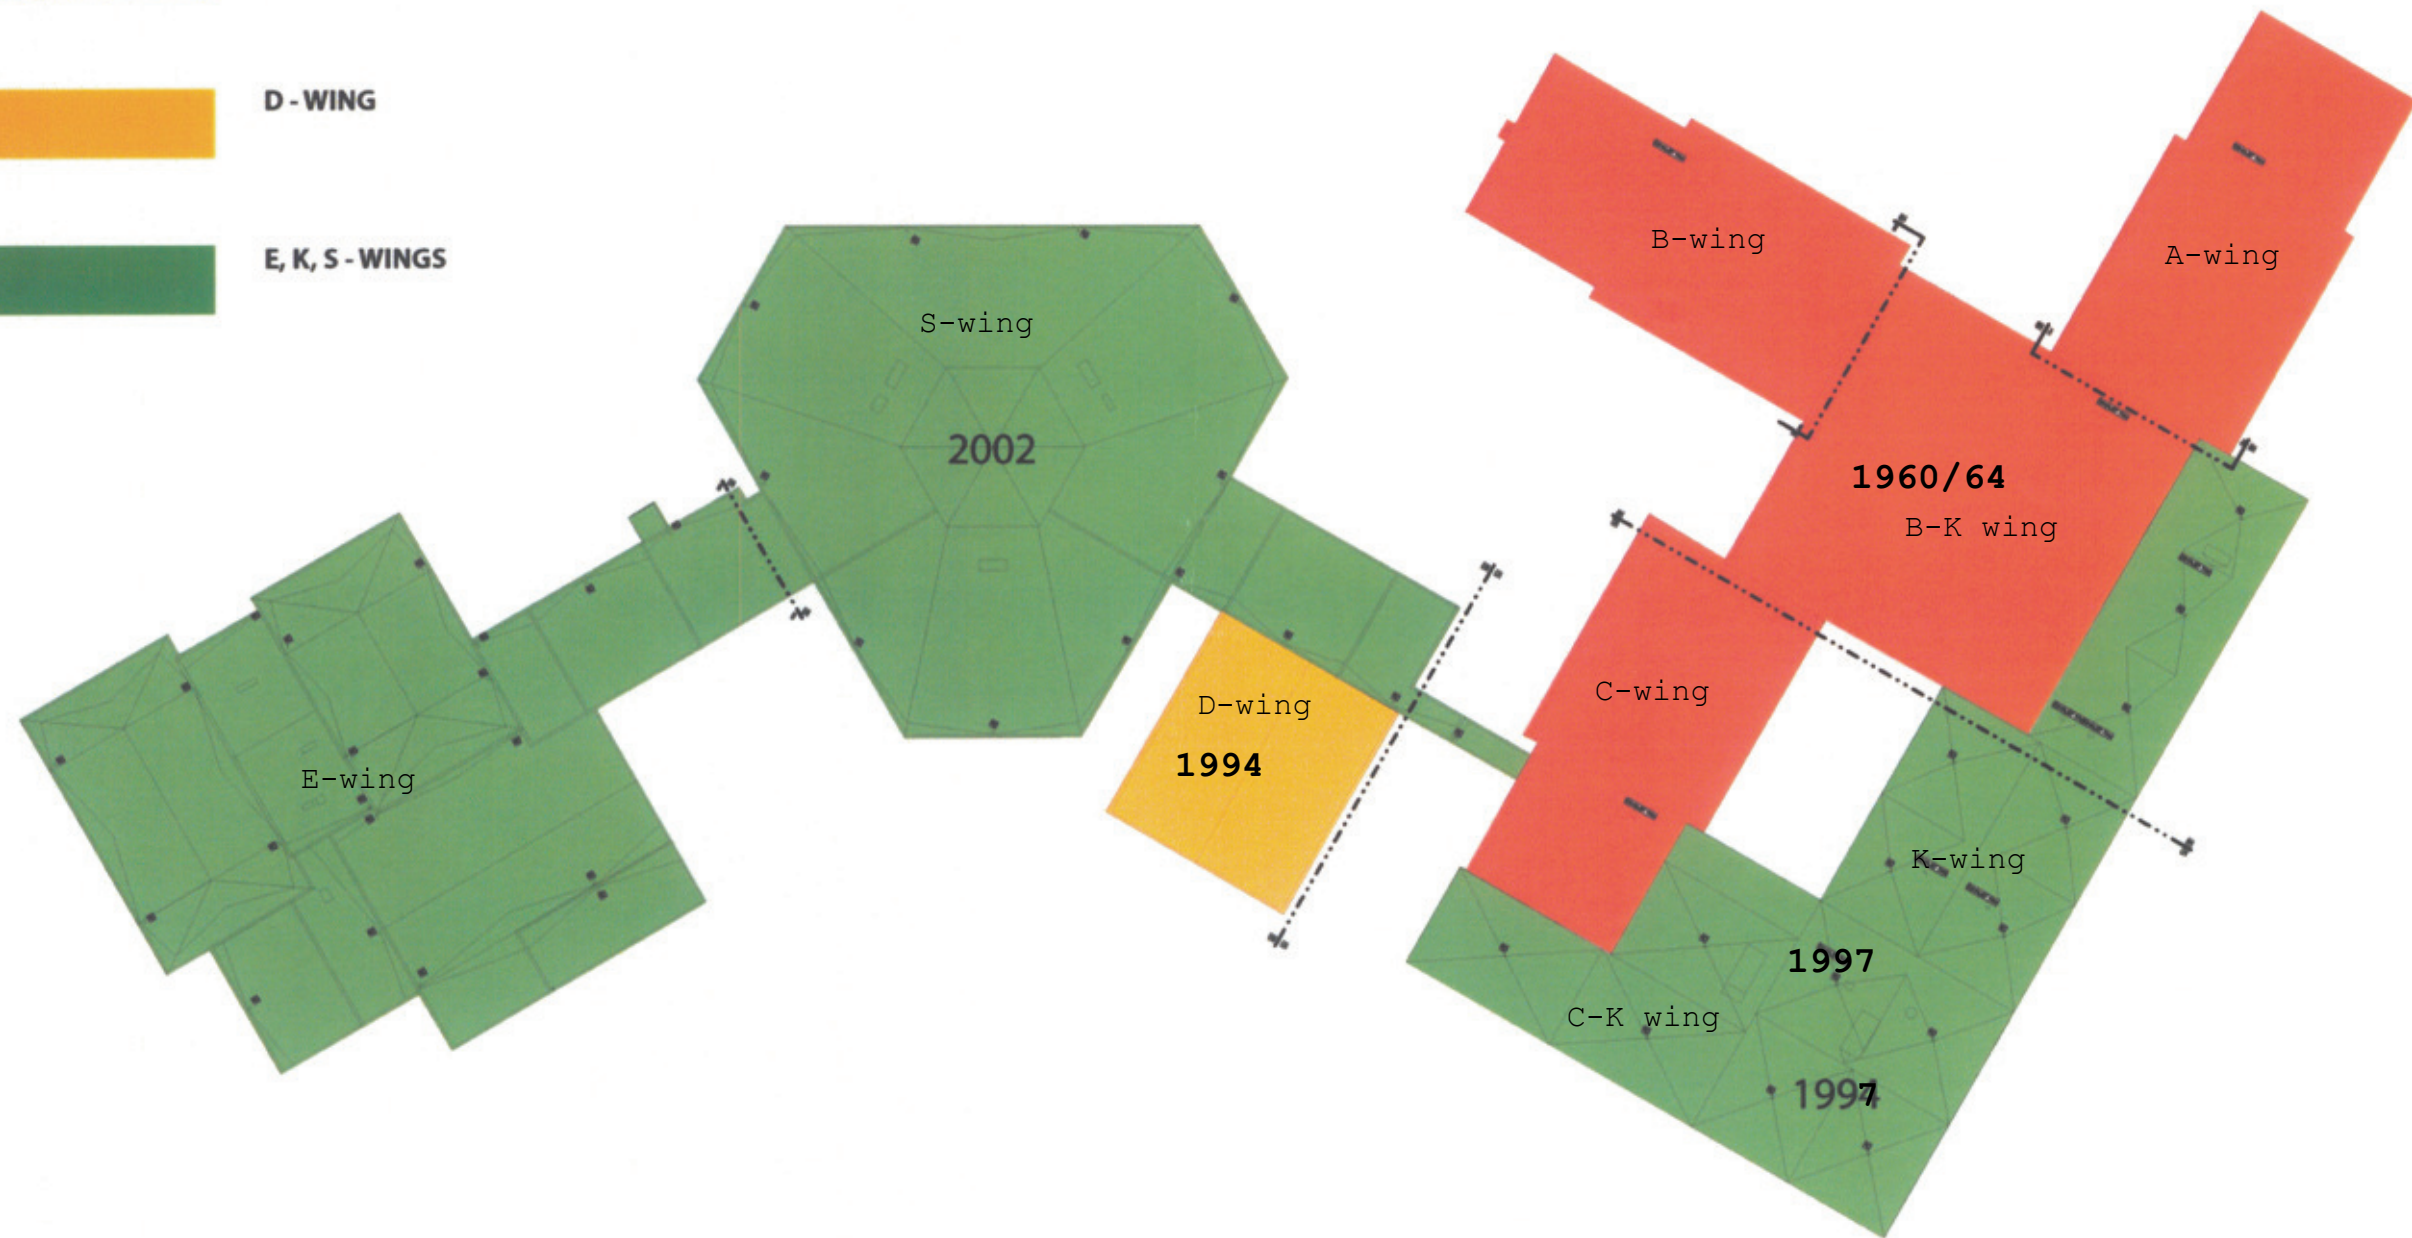 D - WING
E, K, S - WINGS
B-wing
A-wing
S-wing
2002
1960/64
B-K wing
C-wing
D-wing
1994
E-wing
K-wing
1997
C-K wing
1997